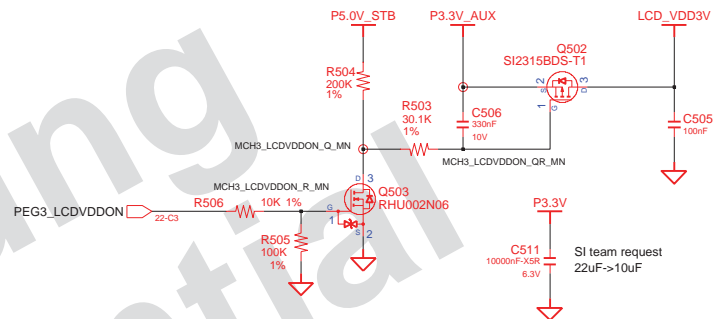 P5.0V_STB
P3.3V_AUX
LCD_VDD3V
Q502
SI2315BDS-T1
R504
200K
1%
2
S
3
D
1
G
R503
30.1K
1%
C506
330nF
10V
C505
100nF
MCH3_LCDVDDON_Q_MN
MCH3_LCDVDDON_QR_MN
D
3
MCH3_LCDVDDON_R_MN
Q503
RHU002N06
P3.3V
PEG3_LCDVDDON
22-C3
R506
10K 1%
G
1
S
2
R505
100K
1%
C511
10000nF-X5R
6.3V
SI team request
22uF->10uF